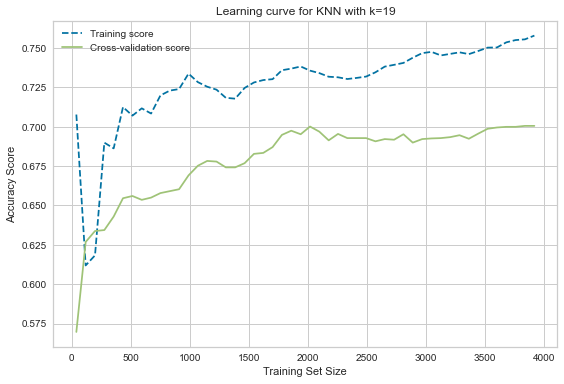 Learning curve for KNN with k=19
Training score
Cross-validation score
Accuracy Score
0.750
0.725
0.700
0.675
0.650
0.625
0.600
0.575
0 500 1000 1500 2000 2500 3000 3500 4000
Training Set Size